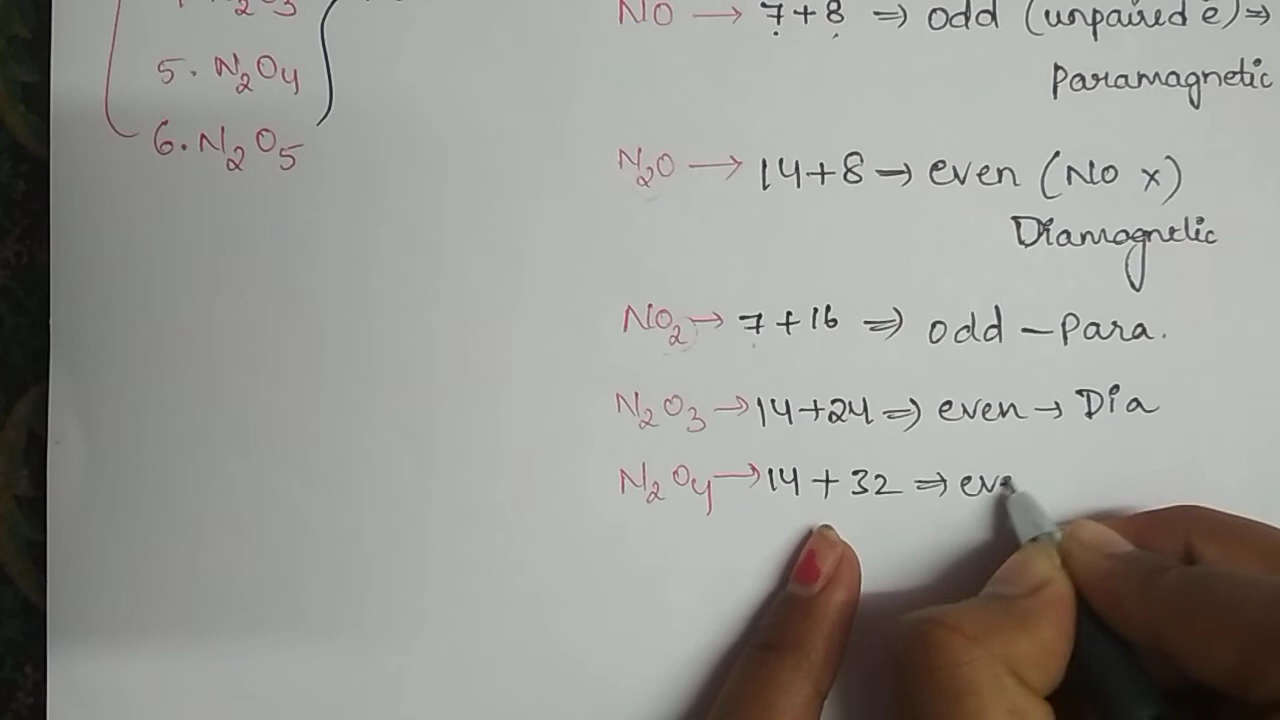 N2O3
5. N2O4
6. N2O5
NO → 7+8 ⇒ odd (unpaired e) ⇒
Paramagnetic
N2O → 14+8 ⇒ even (No x)
Diamagnetic
NO2 → 7+16 ⇒ odd - Para.
N2O3 → 14+24 ⇒ even → Dia
N2O4 → 14+32 ⇒ eve